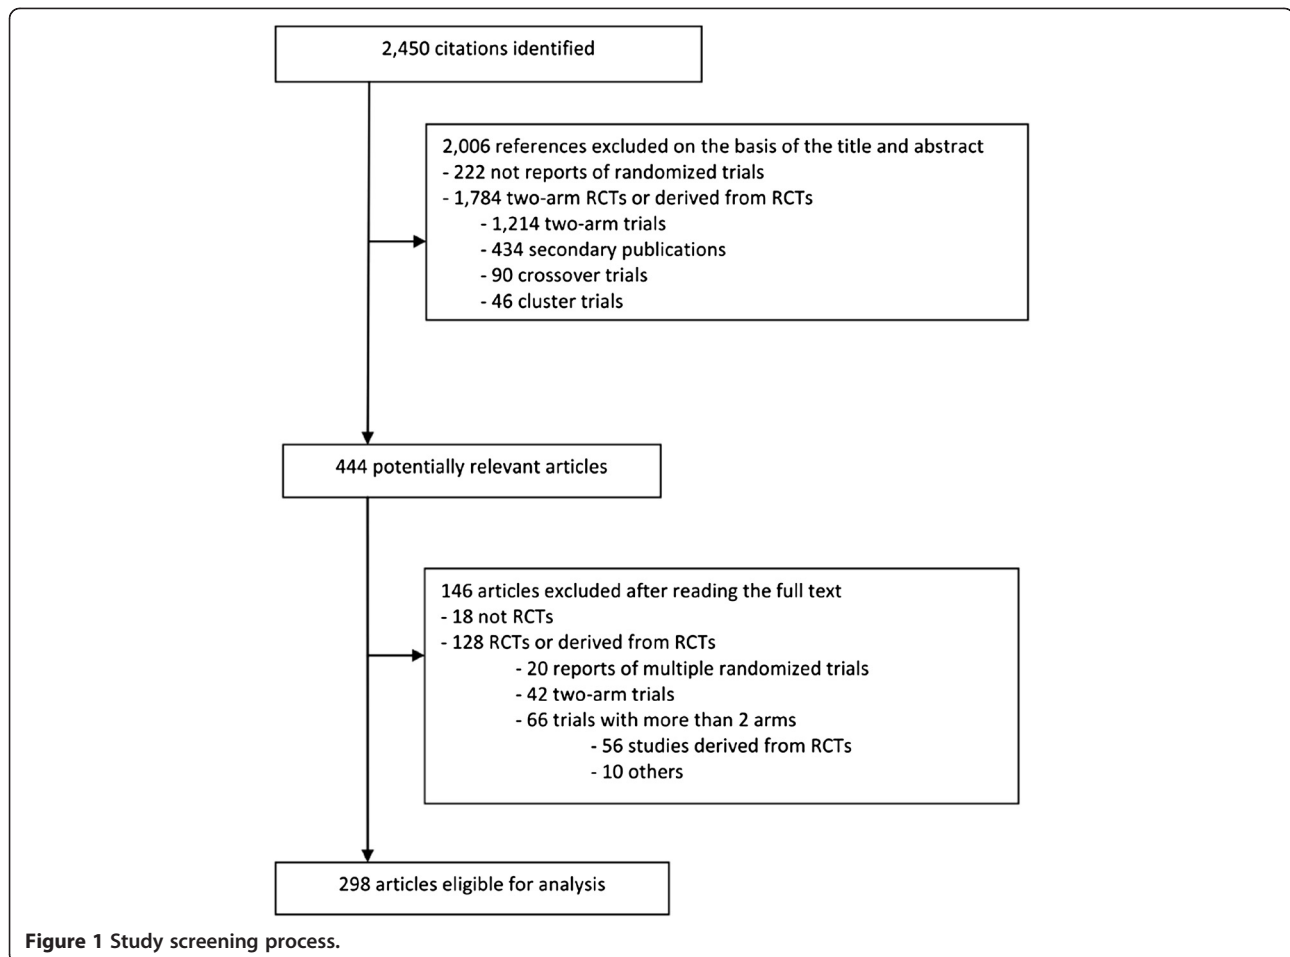 2,450 citations identified
2,006 references excluded on the basis of the title and abstract
- 222 not reports of randomized trials
- 1,784 two-arm RCTs or derived from RCTs
- 1,214 two-arm trials
- 434 secondary publications
- 90 crossover trials
- 46 cluster trials
444 potentially relevant articles
146 articles excluded after reading the full text
- 18 not RCTs
- 128 RCTs or derived from RCTs
- 20 reports of multiple randomized trials
- 42 two-arm trials
- 66 trials with more than 2 arms
- 56 studies derived from RCTs
- 10 others
298 articles eligible for analysis
Figure 1 Study screening process.